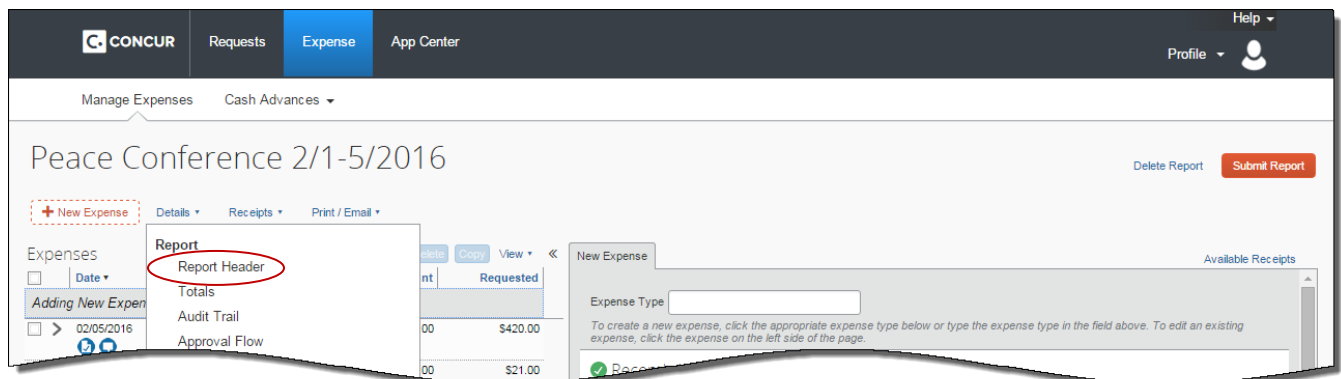 Help
C. CONCUR Requests Expense App Center
Profile
Manage Expenses Cash Advances
Peace Conference 2/1-5/2016
Delete Report Submit Report
+ New Expense Details Receipts Print / Email
Report
Expenses Copy View « New Expense
Available Receipts
Report Header
Date Requested
Totals
Adding New Expen
Expense Type
Audit Trail
02/05/2016 00 $420.00
To create a new expense, click the appropriate expense type below or type the expense type in the field above. To edit an existing
expense, click the expense on the left side of the page.
Approval Flow
00 $21.00